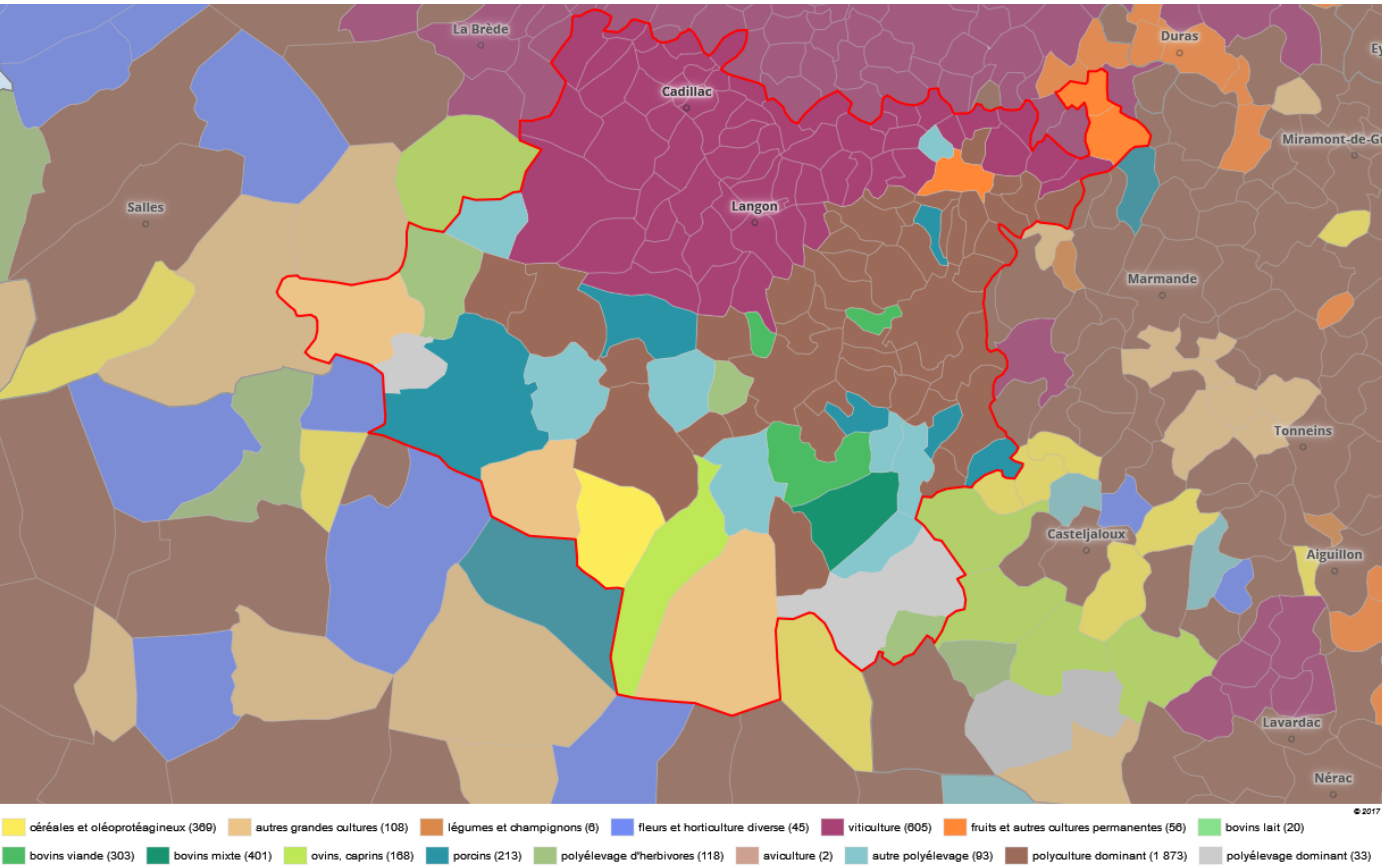 La Brède
Duras
Ey
Cadillac
Miramont-de-Gu
Salles
Langon
Marmande
Tonneins
Casteljaloux
Aiguillon
Lavardac
Nérac
© 2017
céréales et oléoprotéagineux (369) autres grandes cultures (108) légumes et champignons (6) fleurs et horticulture diverse (45) viticulture (605) fruits et autres cultures permanentes (56) bovins lait (20)
bovins viande (303) bovins mixte (401) ovins, caprins (168) porcins (213) polyélevage d'herbivores (118) aviculture (2) autre polyélevage (93) polyculture dominant (1 873) polyélevage dominant (33)